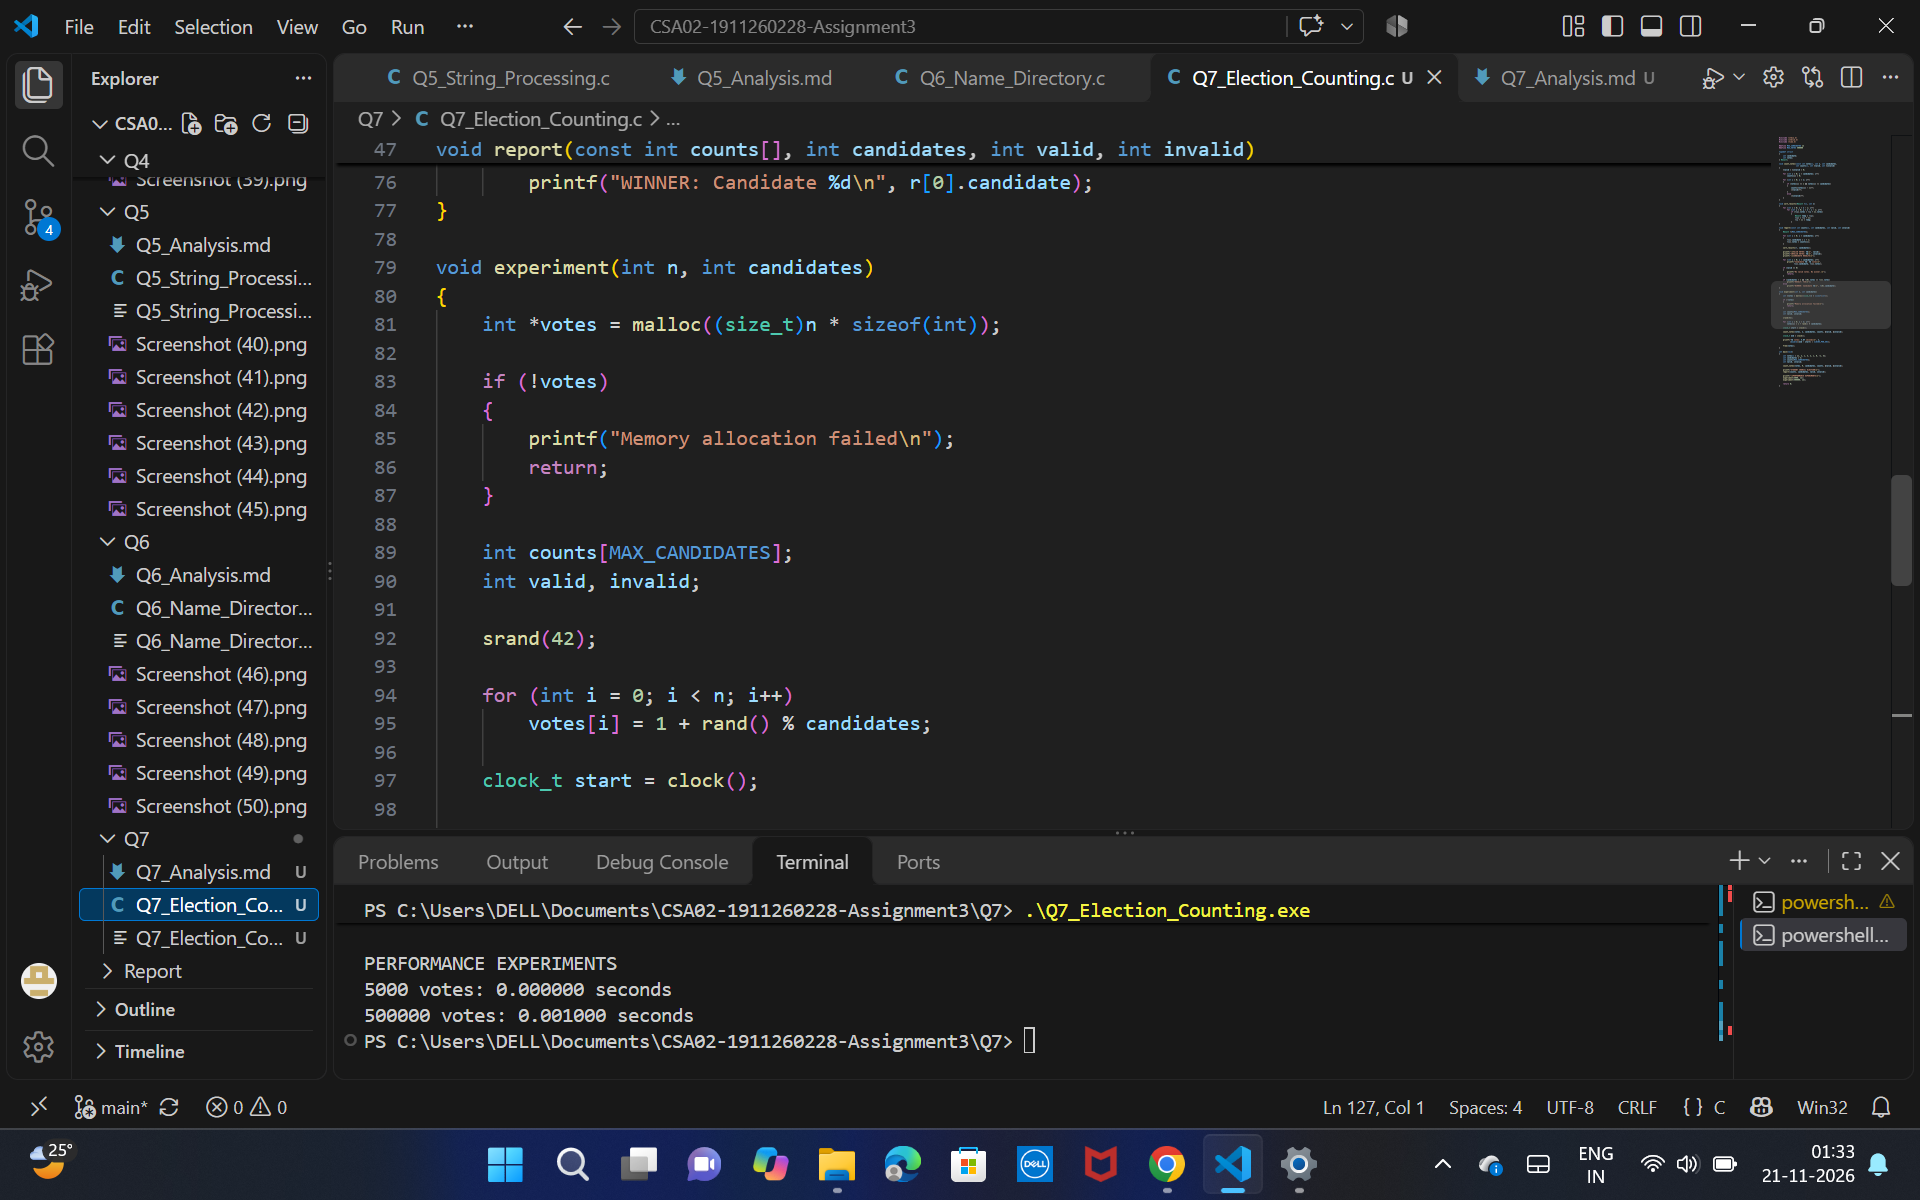 File Edit Selection View Go Run ··· CSA02-1911260228-Assignment3
Explorer ···
CSA0...
Q4
Screenshot (39).png
Q5
Q5_Analysis.md
C Q5_String_Processi...
Q5_String_Processi...
Screenshot (40).png
Screenshot (41).png
Screenshot (42).png
Screenshot (43).png
Screenshot (44).png
Screenshot (45).png
Q6
Q6_Analysis.md
C Q6_Name_Director...
Q6_Name_Director...
Screenshot (46).png
Screenshot (47).png
Screenshot (48).png
Screenshot (49).png
Screenshot (50).png
Q7
Q7_Analysis.md U
C Q7_Election_Co... U
Q7_Election_Co... U
Report
Outline
Timeline
4
C Q5_String_Processing.c Q5_Analysis.md C Q6_Name_Directory.c C Q7_Election_Counting.c U Q7_Analysis.md U
Q7 > C Q7_Election_Counting.c > ...
47 void report(const int counts[], int candidates, int valid, int invalid)
76 printf("WINNER: Candidate %d\n", r[0].candidate);
77 }
78
79 void experiment(int n, int candidates)
80 {
81 int *votes = malloc((size_t)n * sizeof(int));
82
83 if (!votes)
84 {
85 printf("Memory allocation failed\n");
86 return;
87 }
88
89 int counts[MAX_CANDIDATES];
90 int valid, invalid;
91
92 srand(42);
93
94 for (int i = 0; i < n; i++)
95 votes[i] = 1 + rand() % candidates;
96
97 clock_t start = clock();
98
Problems Output Debug Console Terminal Ports
PS C:\Users\DELL\Documents\CSA02-1911260228-Assignment3\Q7> .\Q7_Election_Counting.exe
PERFORMANCE EXPERIMENTS
5000 votes: 0.000000 seconds
500000 votes: 0.001000 seconds
PS C:\Users\DELL\Documents\CSA02-1911260228-Assignment3\Q7>
powersh...
powershell...
main* 0 0 Ln 127, Col 1 Spaces: 4 UTF-8 CRLF {} C Win32
25° DELL ENG 01:33
IN 21-11-2026